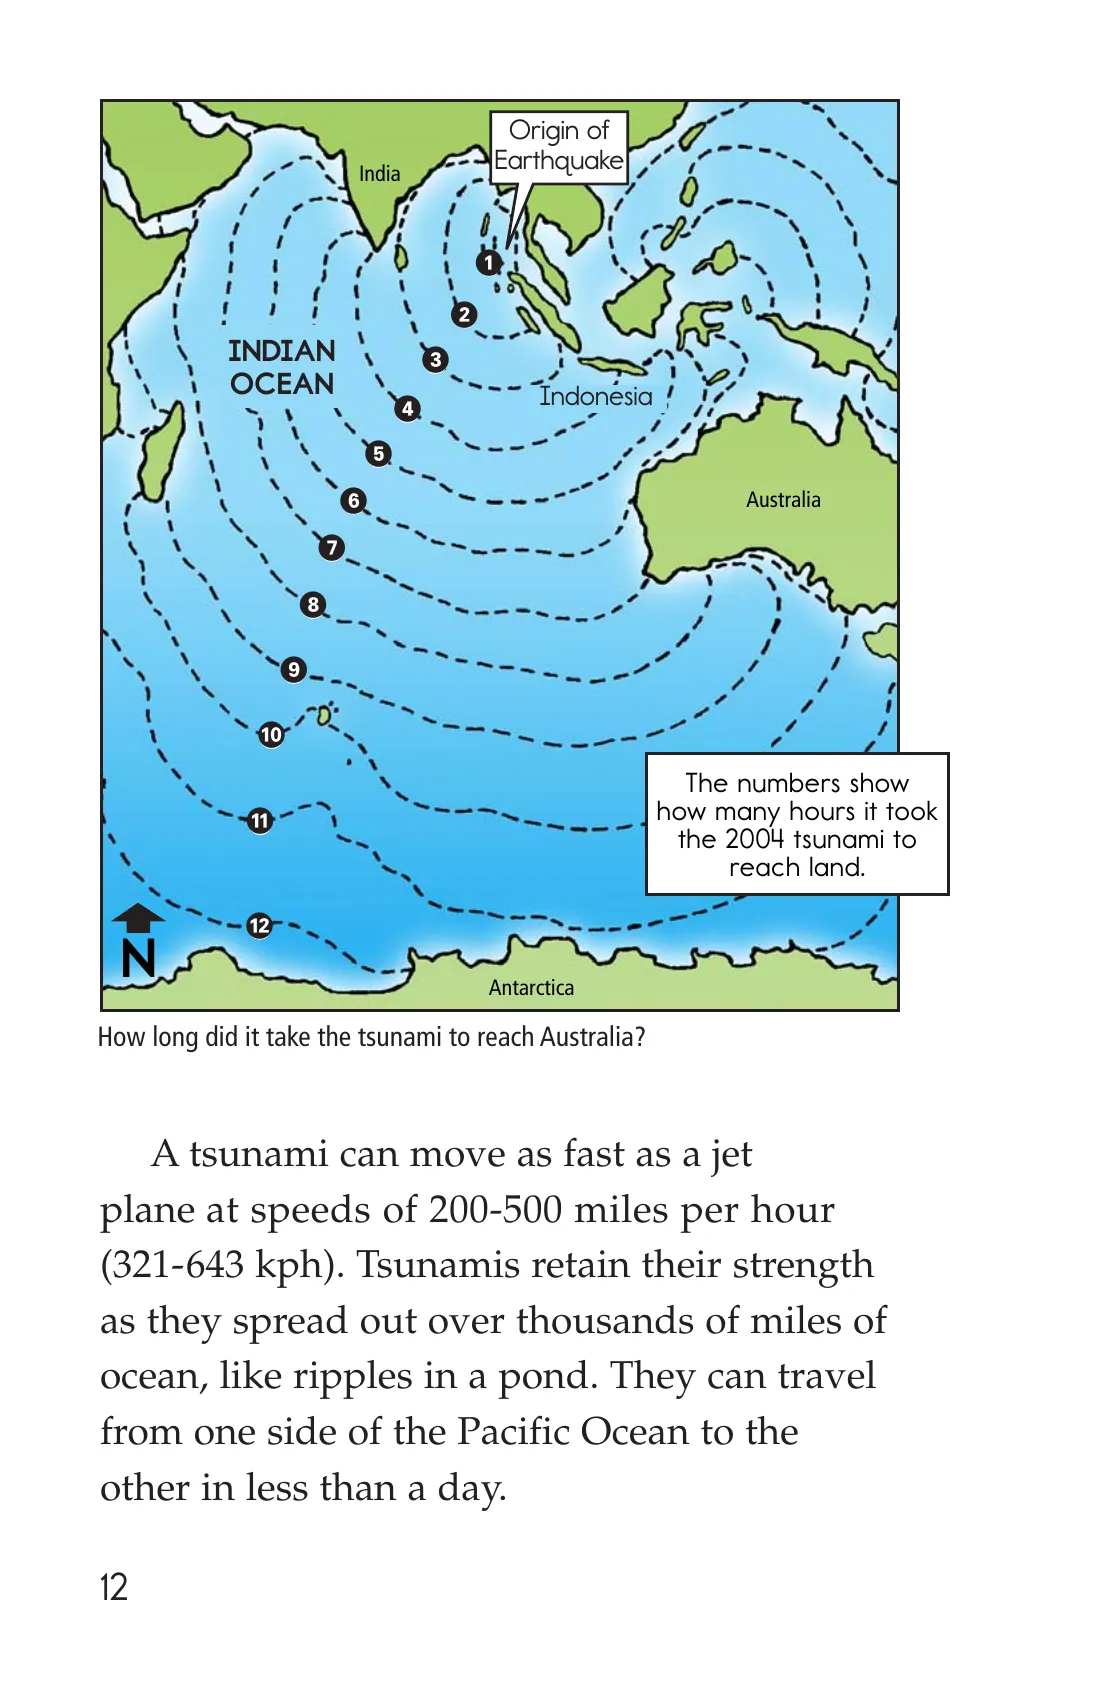 Origin of
Earthquake
India
1
2
INDIAN
OCEAN
3
Indonesia
4
5
6
Australia
7
8
9
10
The numbers show
how many hours it took
the 2004 tsunami to
reach land.
11
12
N
Antarctica
How long did it take the tsunami to reach Australia?
A tsunami can move as fast as a jet
plane at speeds of 200-500 miles per hour
(321-643 kph). Tsunamis retain their strength
as they spread out over thousands of miles of
ocean, like ripples in a pond. They can travel
from one side of the Pacific Ocean to the
other in less than a day.
12